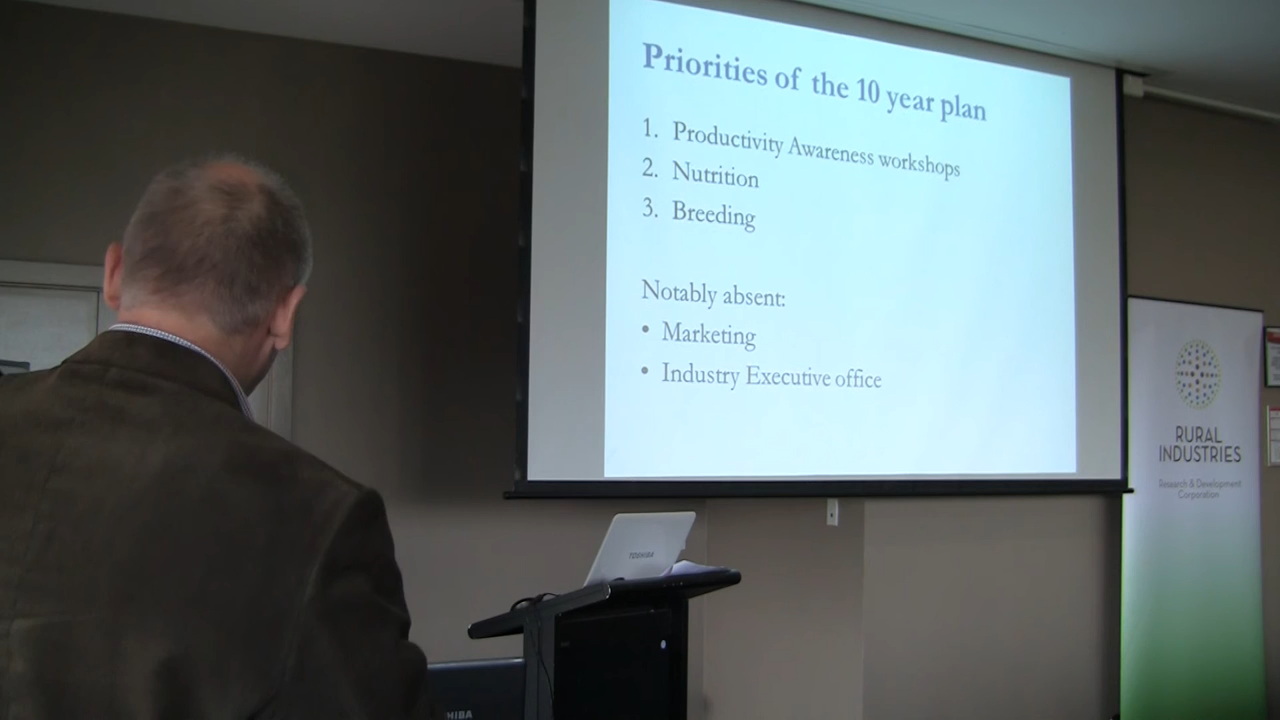 Priorities of the 10 year plan
1. Productivity Awareness workshops
2. Nutrition
3. Breeding
Notably absent:
• Marketing
• Industry Executive office
RURAL
INDUSTRIES
Research & Development
Corporation
TOSHIBA
HIBA